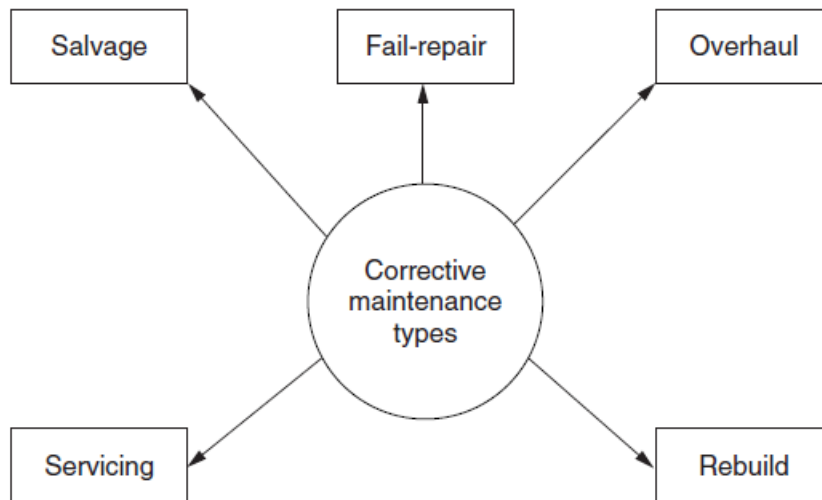 Salvage
Fail-repair
Overhaul
Corrective
maintenance
types
Servicing
Rebuild